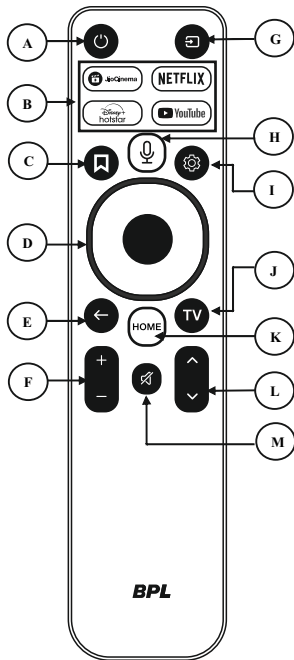 A
G
B
JioCinema
NETFLIX
Disney+
hotstar
YouTube
H
C
I
D
J
E
TV
HOME
K
F
+
−
L
M
BPL